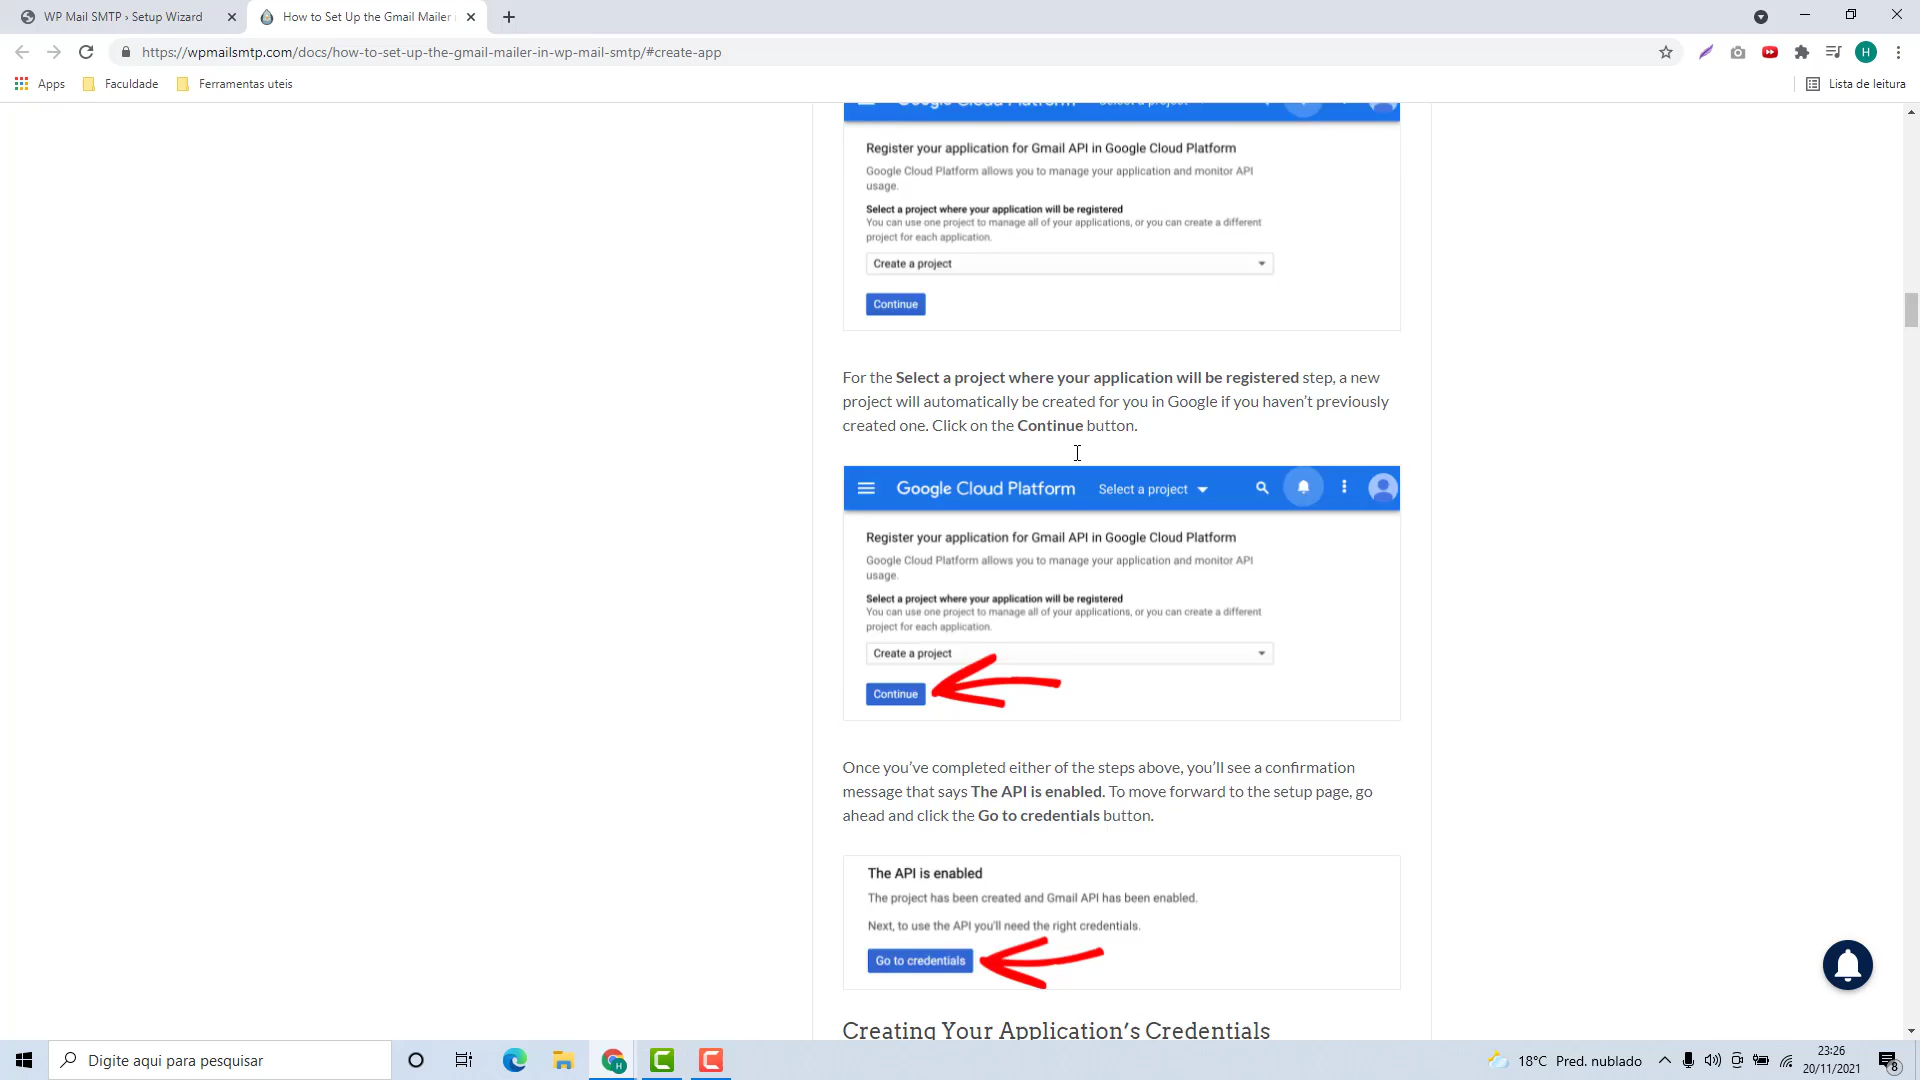 WP Mail SMTP › Setup Wizard
How to Set Up the Gmail Mailer
https://wpmailsmtp.com/docs/how-to-set-up-the-gmail-mailer-in-wp-mail-smtp/#create-app
H
Apps
Faculdade
Ferramentas uteis
Lista de leitura
Google Cloud Platform Select a project
Register your application for Gmail API in Google Cloud Platform
Google Cloud Platform allows you to manage your application and monitor API
usage.
Select a project where your application will be registered
You can use one project to manage all of your applications, or you can create a different
project for each application.
Create a project
Continue
For the Select a project where your application will be registered step, a new
project will automatically be created for you in Google if you haven’t previously
created one. Click on the Continue button.
Google Cloud Platform Select a project
Register your application for Gmail API in Google Cloud Platform
Google Cloud Platform allows you to manage your application and monitor API
usage.
Select a project where your application will be registered
You can use one project to manage all of your applications, or you can create a different
project for each application.
Create a project
Continue
Once you’ve completed either of the steps above, you’ll see a confirmation
message that says The API is enabled. To move forward to the setup page, go
ahead and click the Go to credentials button.
The API is enabled
The project has been created and Gmail API has been enabled.
Next, to use the API you'll need the right credentials.
Go to credentials
Creating Your Application’s Credentials
Digite aqui para pesquisar
18°C Pred. nublado
23:26
20/11/2021
8